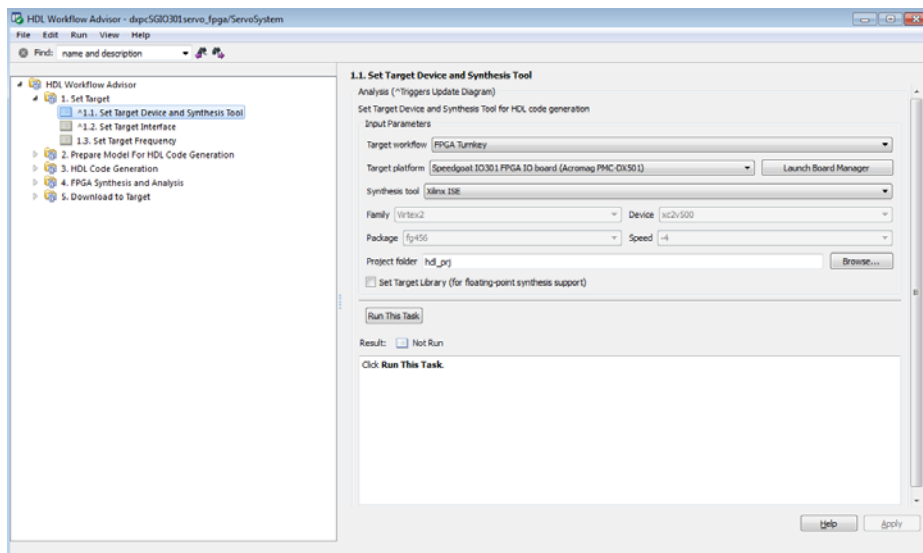 HDL Workflow Advisor - dxpcSGIO301servo_fpga/ServoSystem
File Edit Run View Help
Find: name and description
HDL Workflow Advisor
1. Set Target
^1.1. Set Target Device and Synthesis Tool
^1.2. Set Target Interface
1.3. Set Target Frequency
2. Prepare Model For HDL Code Generation
3. HDL Code Generation
4. FPGA Synthesis and Analysis
5. Download to Target
1.1. Set Target Device and Synthesis Tool
Analysis (^Triggers Update Diagram)
Set Target Device and Synthesis Tool for HDL code generation
Input Parameters
Target workflow FPGA Turnkey
Target platform Speedgoat IO301 FPGA IO board (Acromag PMC-DX501) Launch Board Manager
Synthesis tool Xilinx ISE
Family Virtex2 Device xc2v500
Package fg456 Speed -4
Project folder hdl_prj Browse...
Set Target Library (for floating-point synthesis support)
Run This Task
Result: Not Run
Click Run This Task.
Help Apply